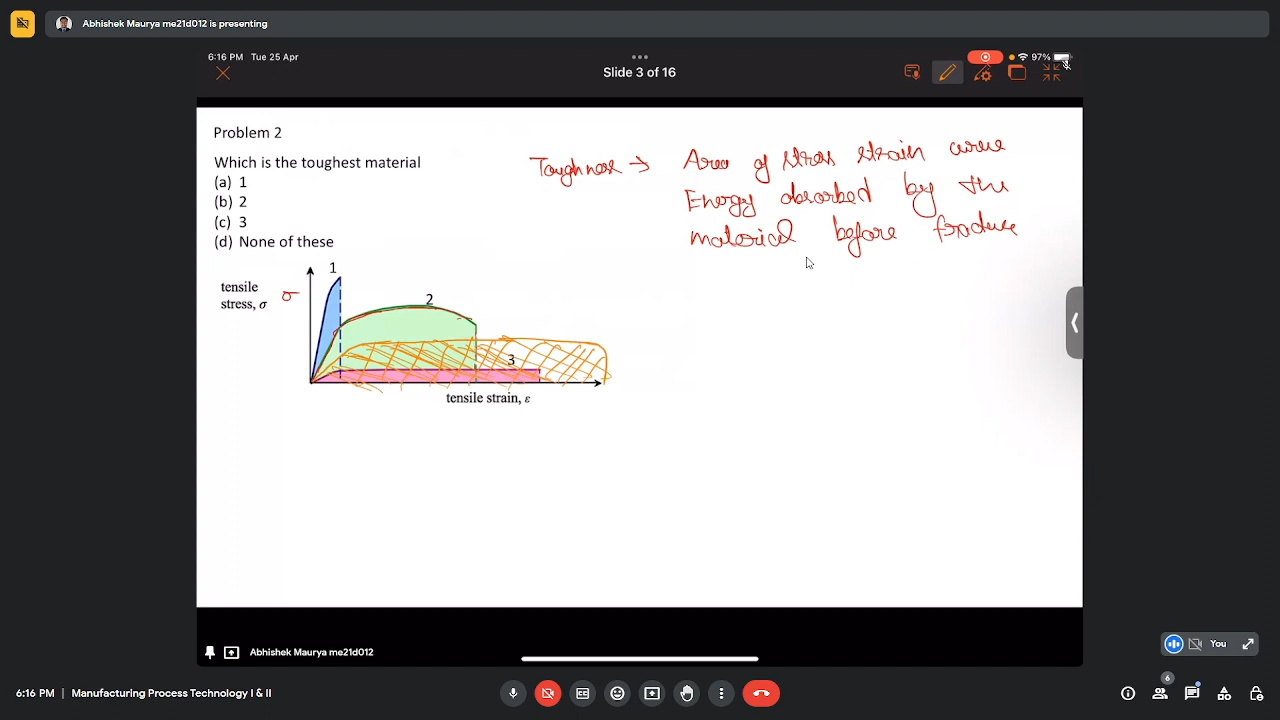 Abhishek Maurya me21d012 is presenting
6:16 PM Tue 25 Apr
97%
Slide 3 of 16
Problem 2
Which is the toughest material
(a) 1
(b) 2
(c) 3
(d) None of these
Toughness → Area of stress strain curve
Energy absorbed by the
material before fracture
tensile
stress, σ
σ
1
2
3
tensile strain, ε
Abhishek Maurya me21d012
You
6:16 PM | Manufacturing Process Technology I & II
6